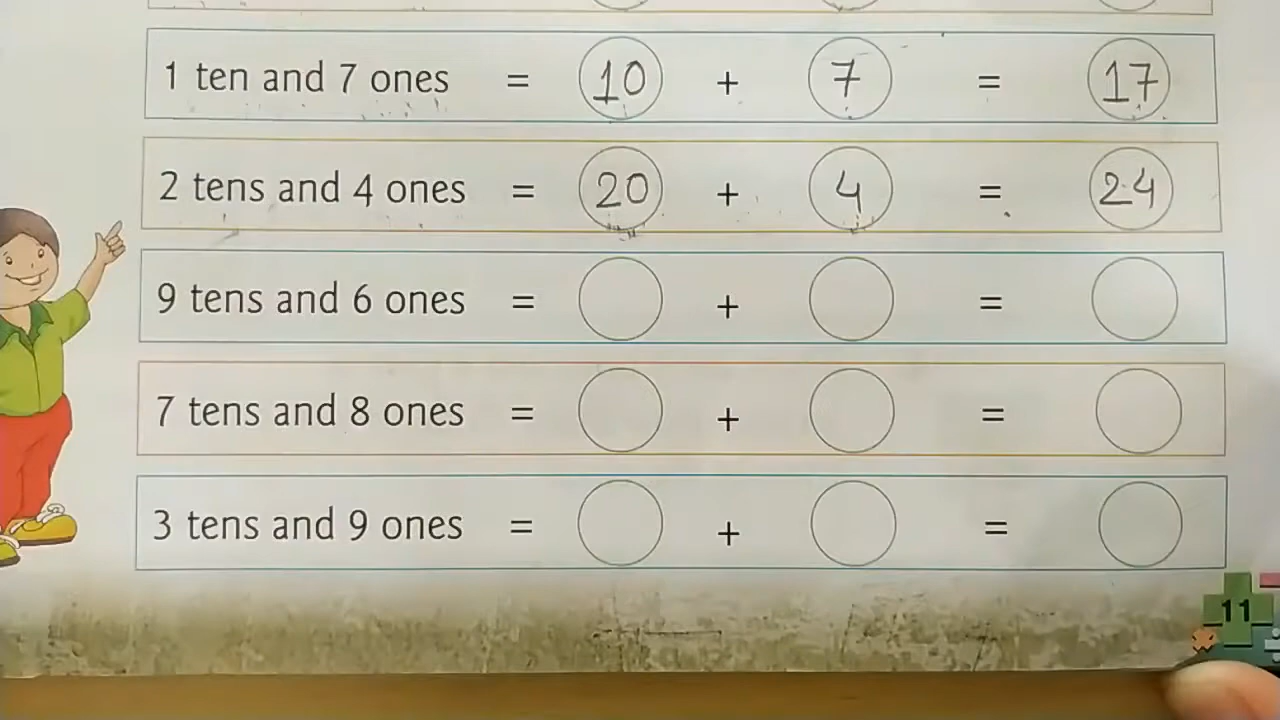 1 ten and 7 ones = 10 + 7 = 17
2 tens and 4 ones = 20 + 4 = 24
9 tens and 6 ones = + =
7 tens and 8 ones = + =
3 tens and 9 ones = + =
11